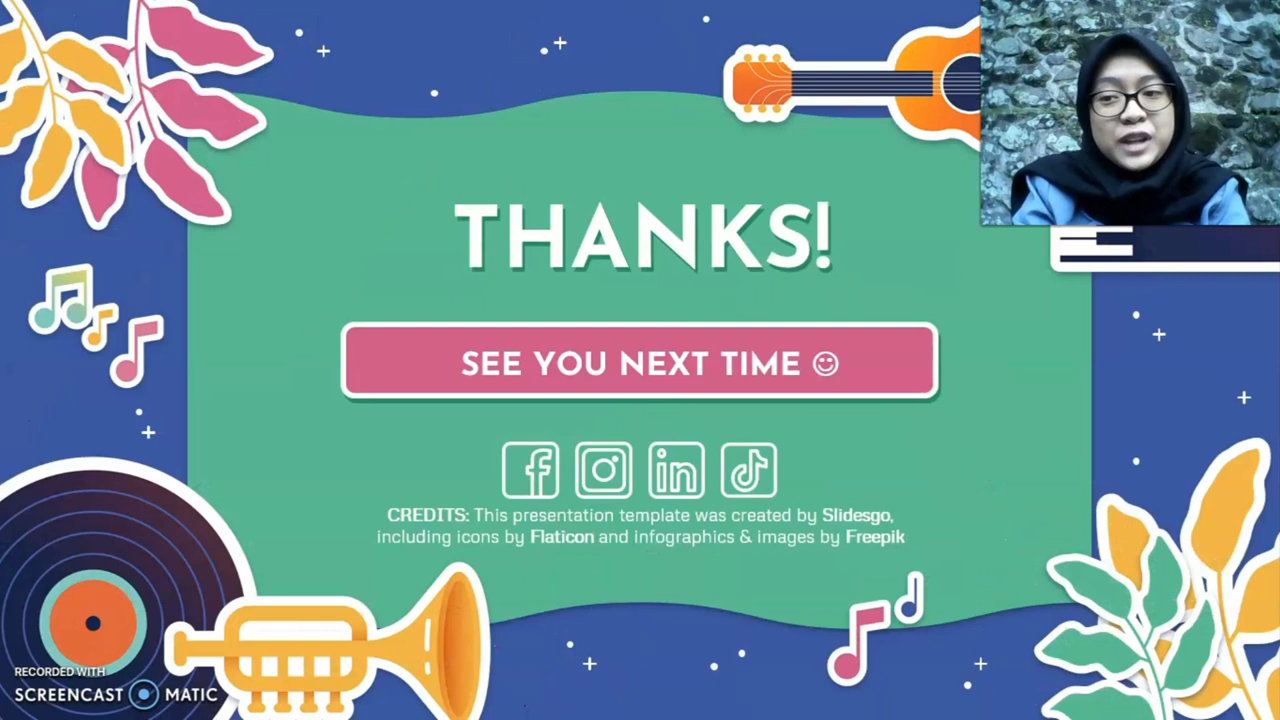 THANKS!
SEE YOU NEXT TIME ☺
CREDITS: This presentation template was created by Slidesgo,
including icons by Flaticon and infographics & images by Freepik
RECORDED WITH
SCREENCAST MATIC